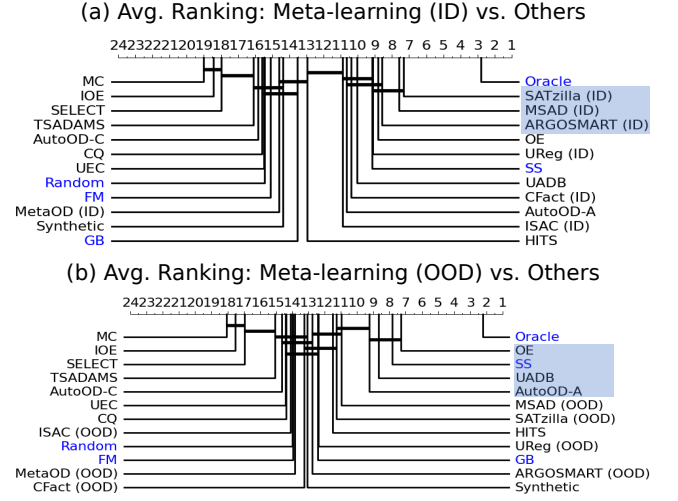 (a) Avg. Ranking: Meta-learning (ID) vs. Others
24 23 22 21 20 19 18 17 16 15 14 13 12 11 10 9 8 7 6 5 4 3 2 1
MC Oracle
IOE SATzilla (ID)
SELECT MSAD (ID)
TSADAMS ARGOSMART (ID)
AutoOD-C OE
CQ UReg (ID)
UEC SS
Random UADB
FM CFact (ID)
MetaOD (ID) AutoOD-A
Synthetic ISAC (ID)
GB HITS
(b) Avg. Ranking: Meta-learning (OOD) vs. Others
24 23 22 21 20 19 18 17 16 15 14 13 12 11 10 9 8 7 6 5 4 3 2 1
MC Oracle
IOE OE
SELECT SS
TSADAMS UADB
AutoOD-C AutoOD-A
UEC MSAD (OOD)
CQ SATzilla (OOD)
ISAC (OOD) HITS
Random UReg (OOD)
FM GB
MetaOD (OOD) ARGOSMART (OOD)
CFact (OOD) Synthetic